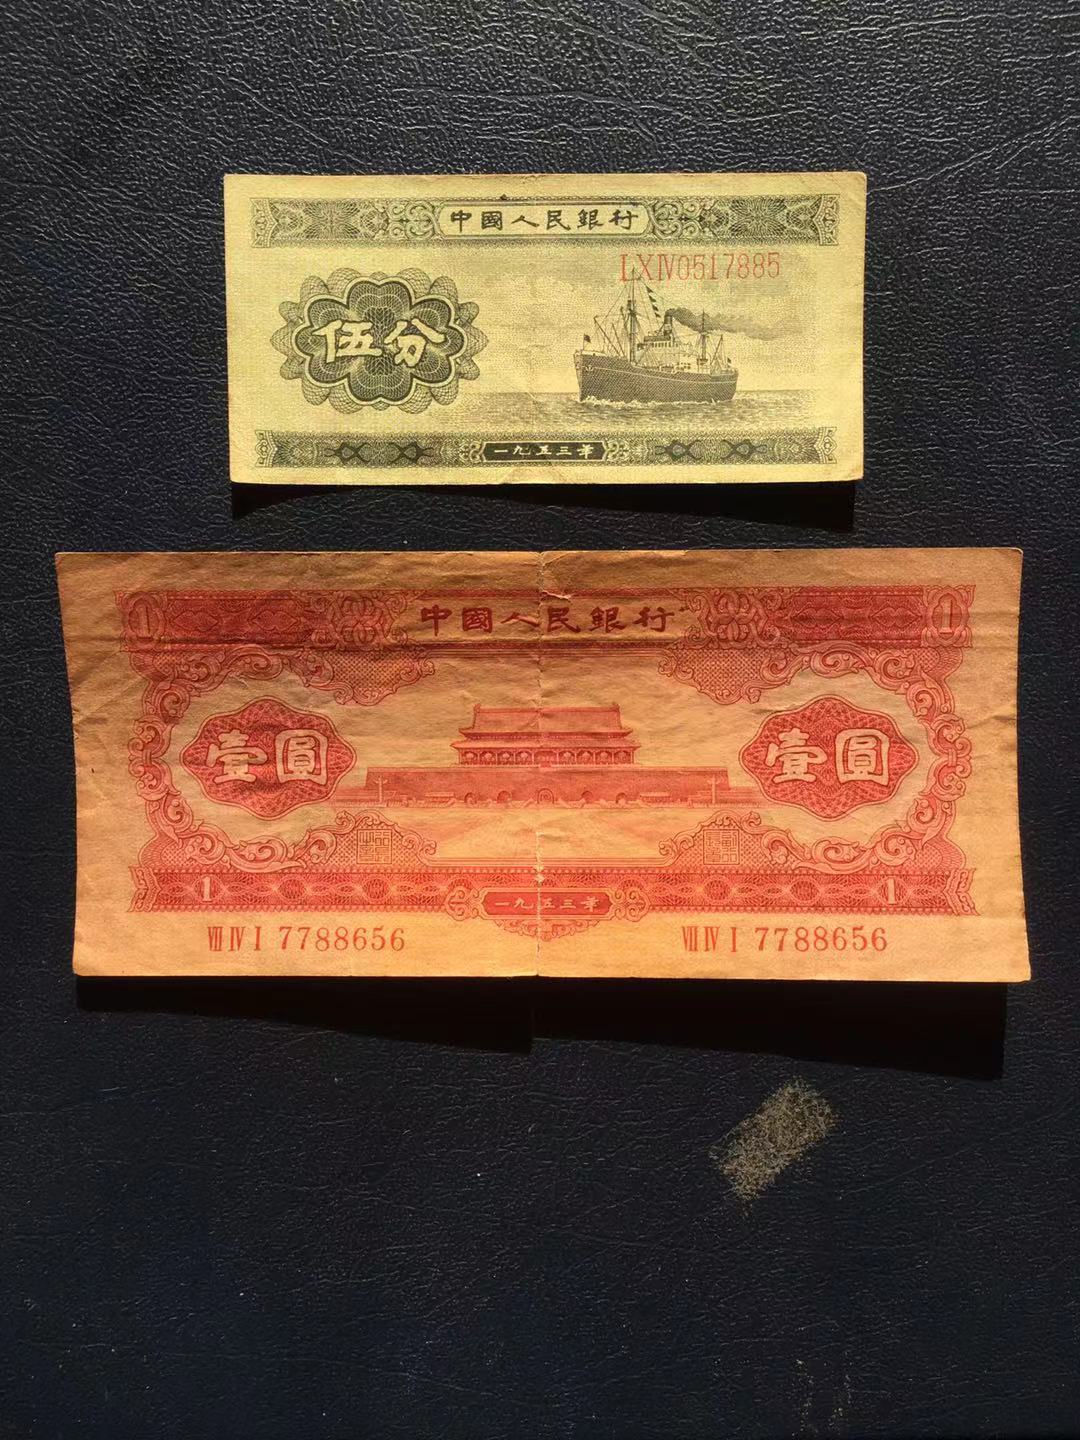 中國人民銀行
I X IV 0517885
伍分
一九五三年
1 中國人民銀行 1
壹圓 壹圓
1 一九五三年 1
VIII IV I 7788656 VIII IV I 7788656